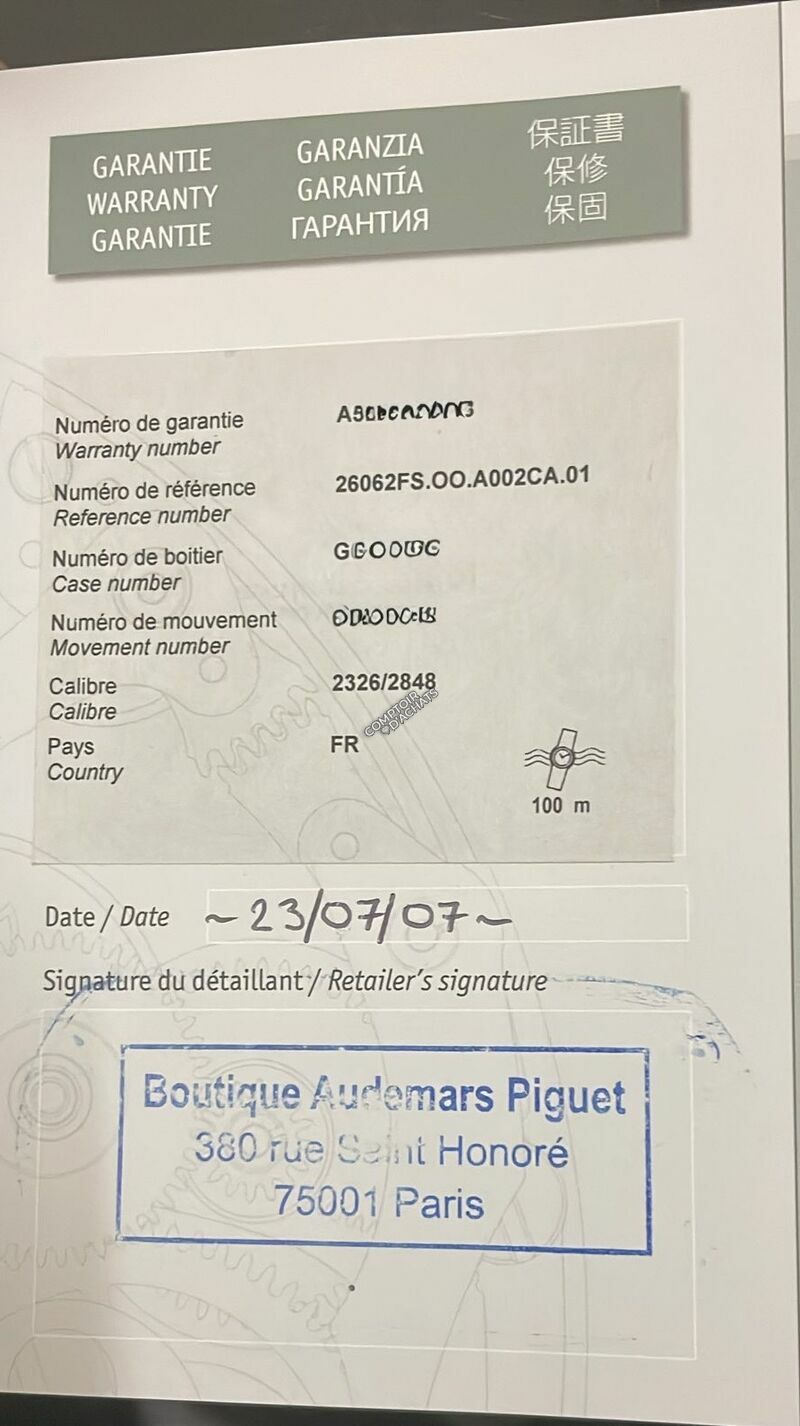 GARANTIE
WARRANTY
GARANTIE
GARANZIA
GARANTÍA
ГАРАНТИЯ
保証書
保修
保固
Numéro de garantie
Warranty number
Numéro de référence 26062FS.OO.A002CA.01
Reference number
Numéro de boitier
Case number
Numéro de mouvement
Movement number
Calibre 2326/2848
Calibre
COMPTOIR
D'ACHATS
Pays FR
Country
100 m
Date / Date ~23/07/07~
Signature du détaillant / Retailer's signature
Boutique Audemars Piguet
380 rue Saint Honoré
75001 Paris